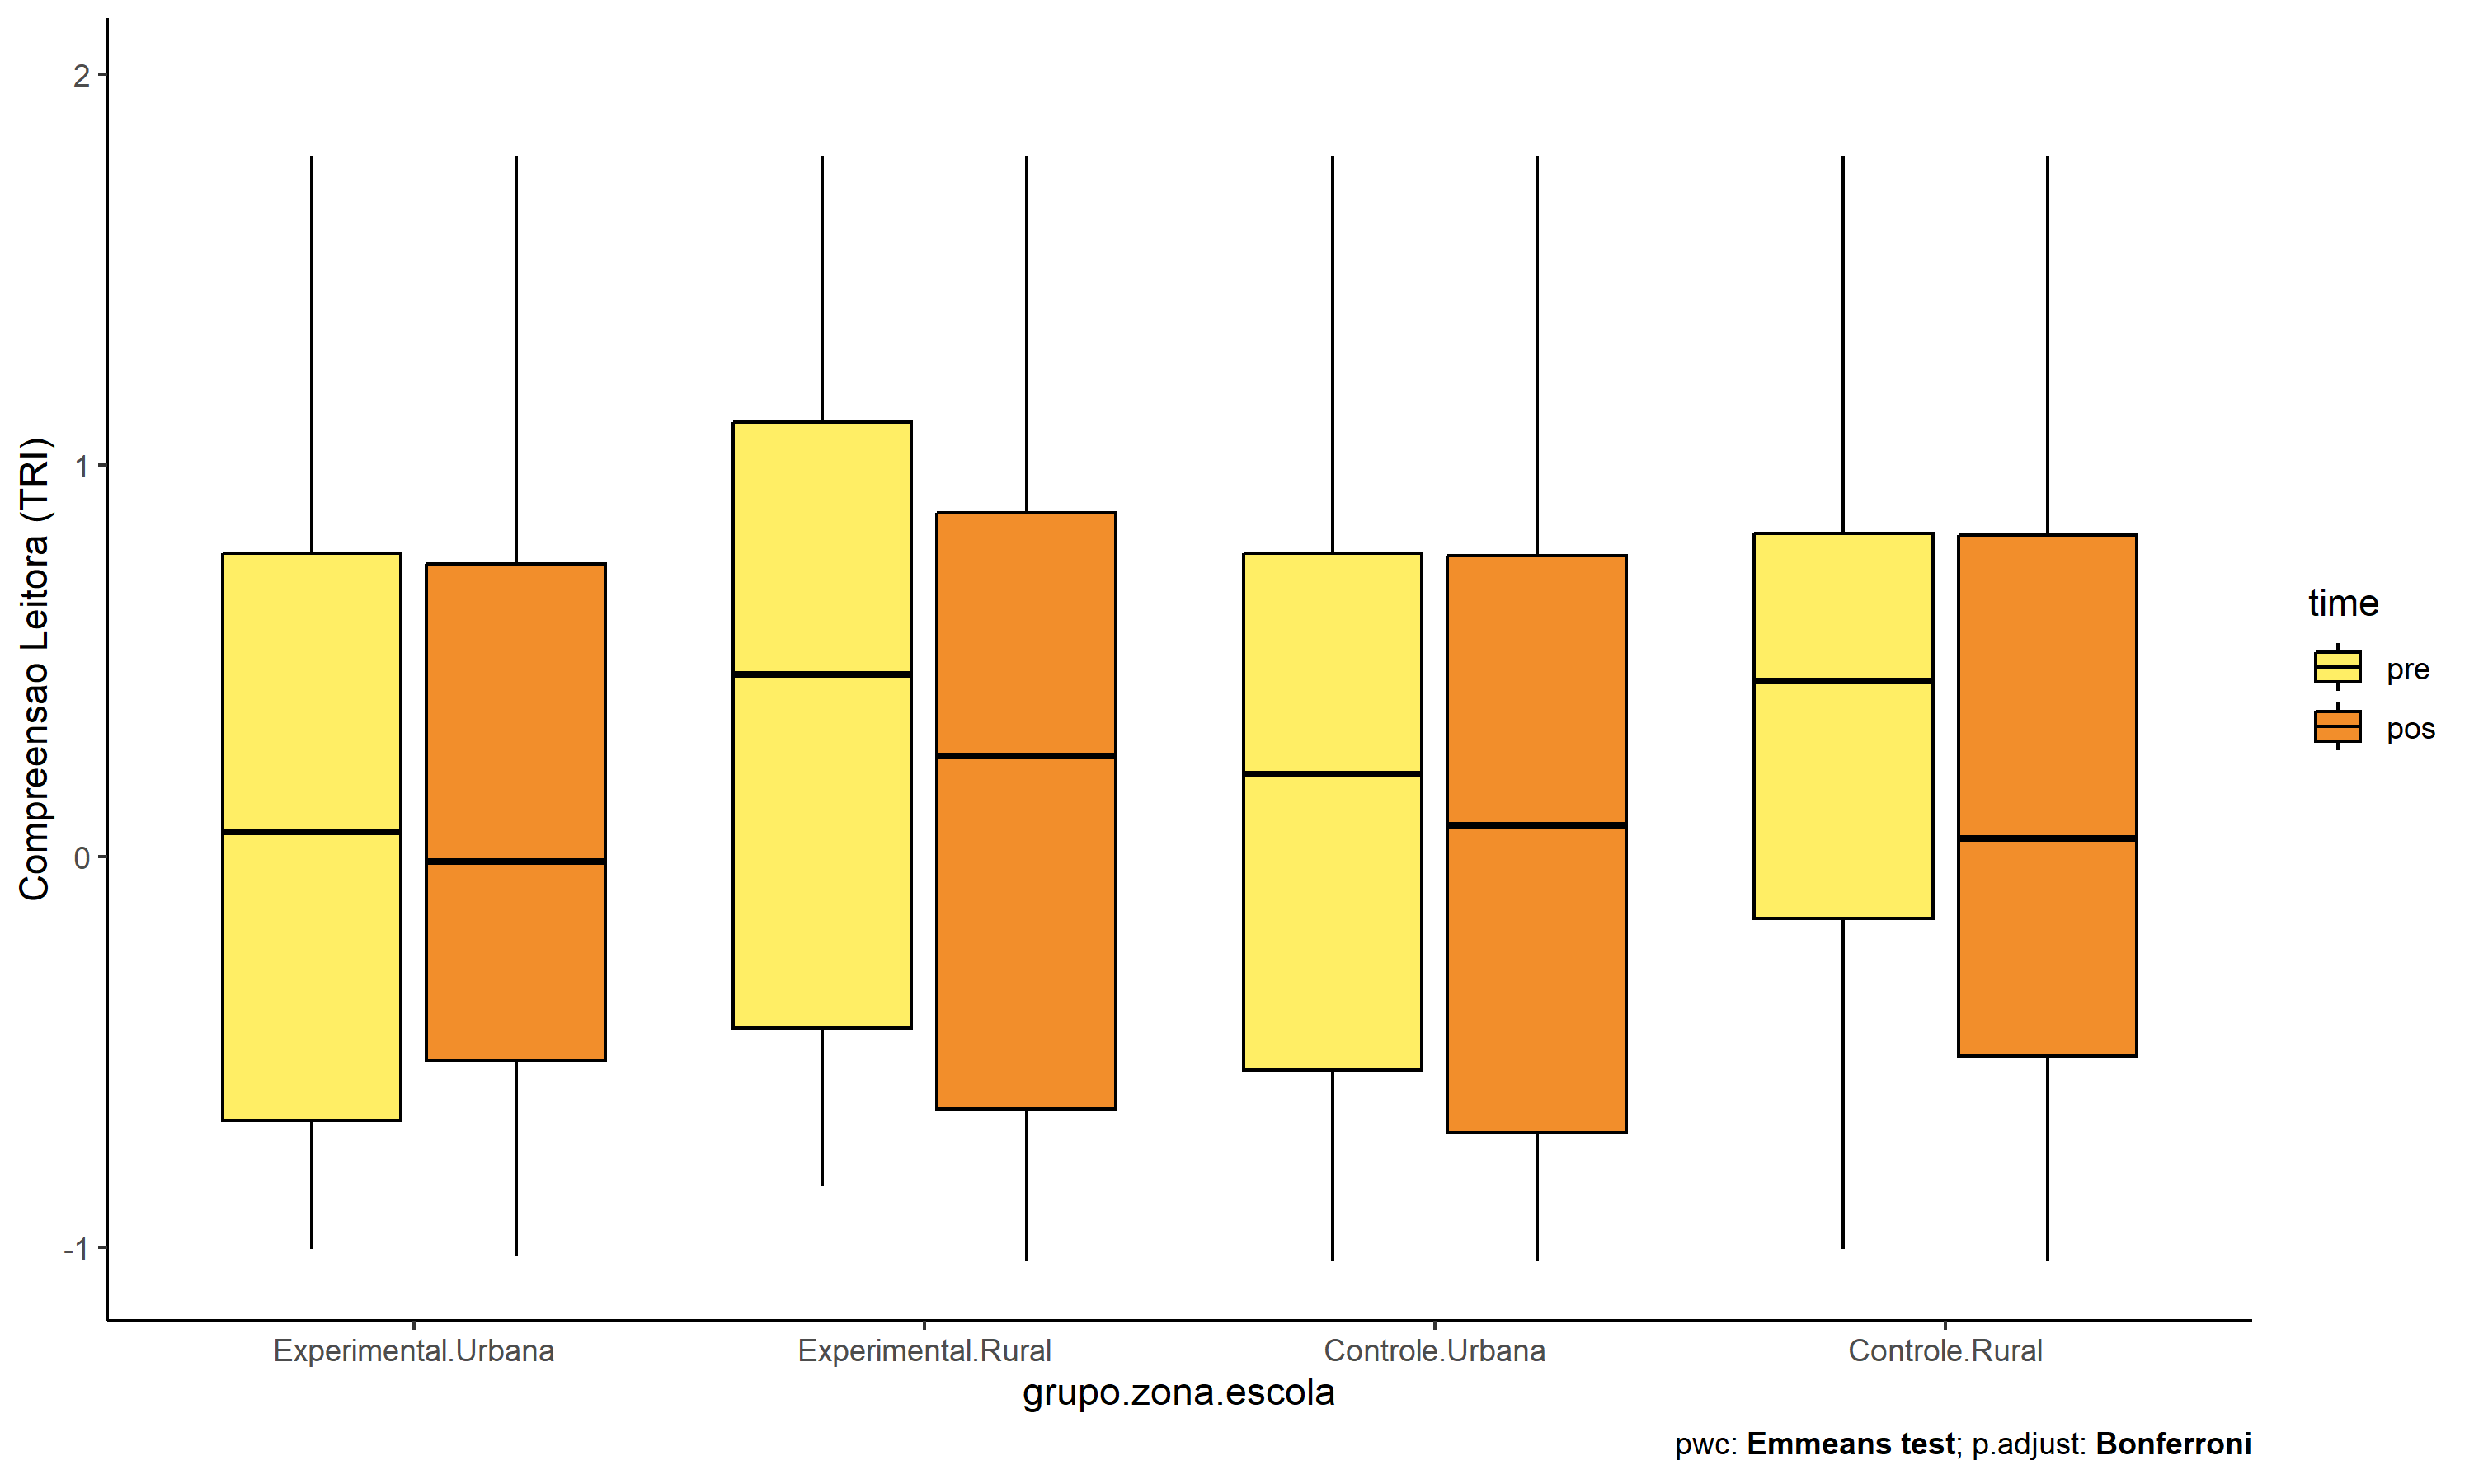 Compreensao Leitora (TRI)
2
1
0
-1
Experimental.Urbana
Experimental.Rural
Controle.Urbana
Controle.Rural
grupo.zona.escola
pwc: Emmeans test; p.adjust: Bonferroni
time
pre
pos